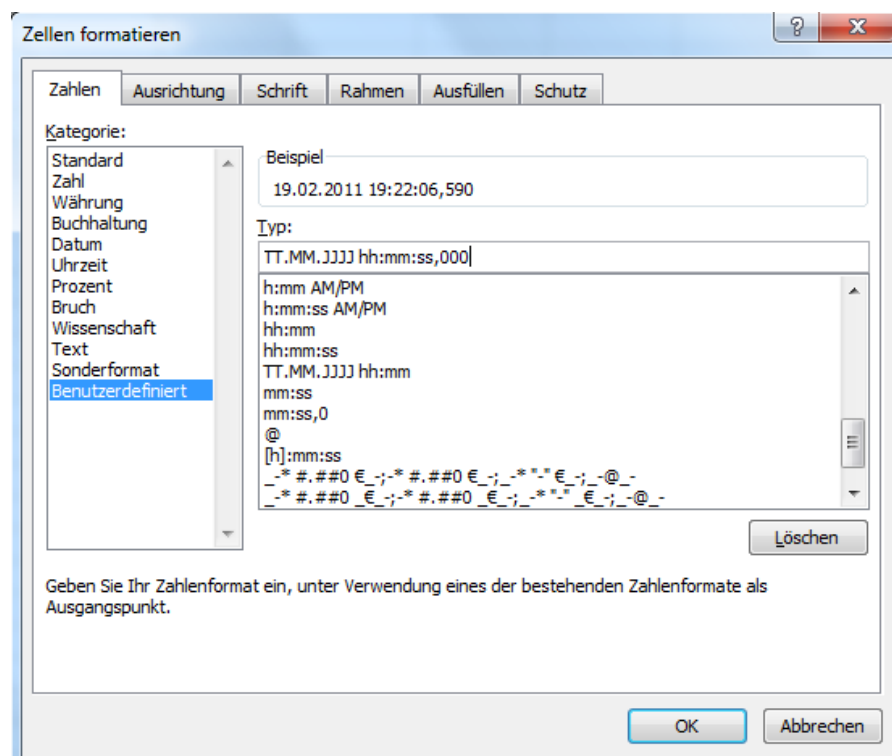 Zellen formatieren
Zahlen
Ausrichtung
Schrift
Rahmen
Ausfüllen
Schutz
Kategorie:
Standard
Zahl
Währung
Buchhaltung
Datum
Uhrzeit
Prozent
Bruch
Wissenschaft
Text
Sonderformat
Benutzerdefiniert
Beispiel
19.02.2011 19:22:06,590
Typ:
TT.MM.JJJJ hh:mm:ss,000
h:mm AM/PM
h:mm:ss AM/PM
hh:mm
hh:mm:ss
TT.MM.JJJJ hh:mm
mm:ss
mm:ss,0
@
[h]:mm:ss
_-* #.##0 €_-;-* #.##0 €_-;_-* "-" €_-;_-@_-
_-* #.##0 _€_-;-* #.##0 _€_-;_-* "-" _€_-;_-@_-
Löschen
Geben Sie Ihr Zahlenformat ein, unter Verwendung eines der bestehenden Zahlenformate als
Ausgangspunkt.
OK
Abbrechen